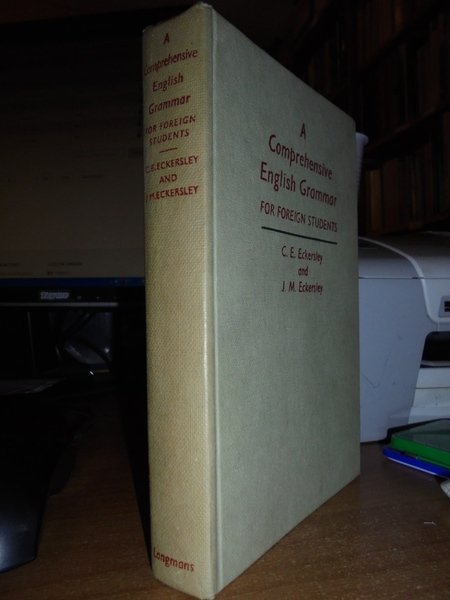 A
Comprehensive
English
Grammar
FOR FOREIGN
STUDENTS
C.E.ECKERSLEY
AND
J.M.ECKERSLEY
Longmans
A
Comprehensive
English Grammar
FOR FOREIGN STUDENTS
C. E. Eckersley
and
J. M. Eckersley